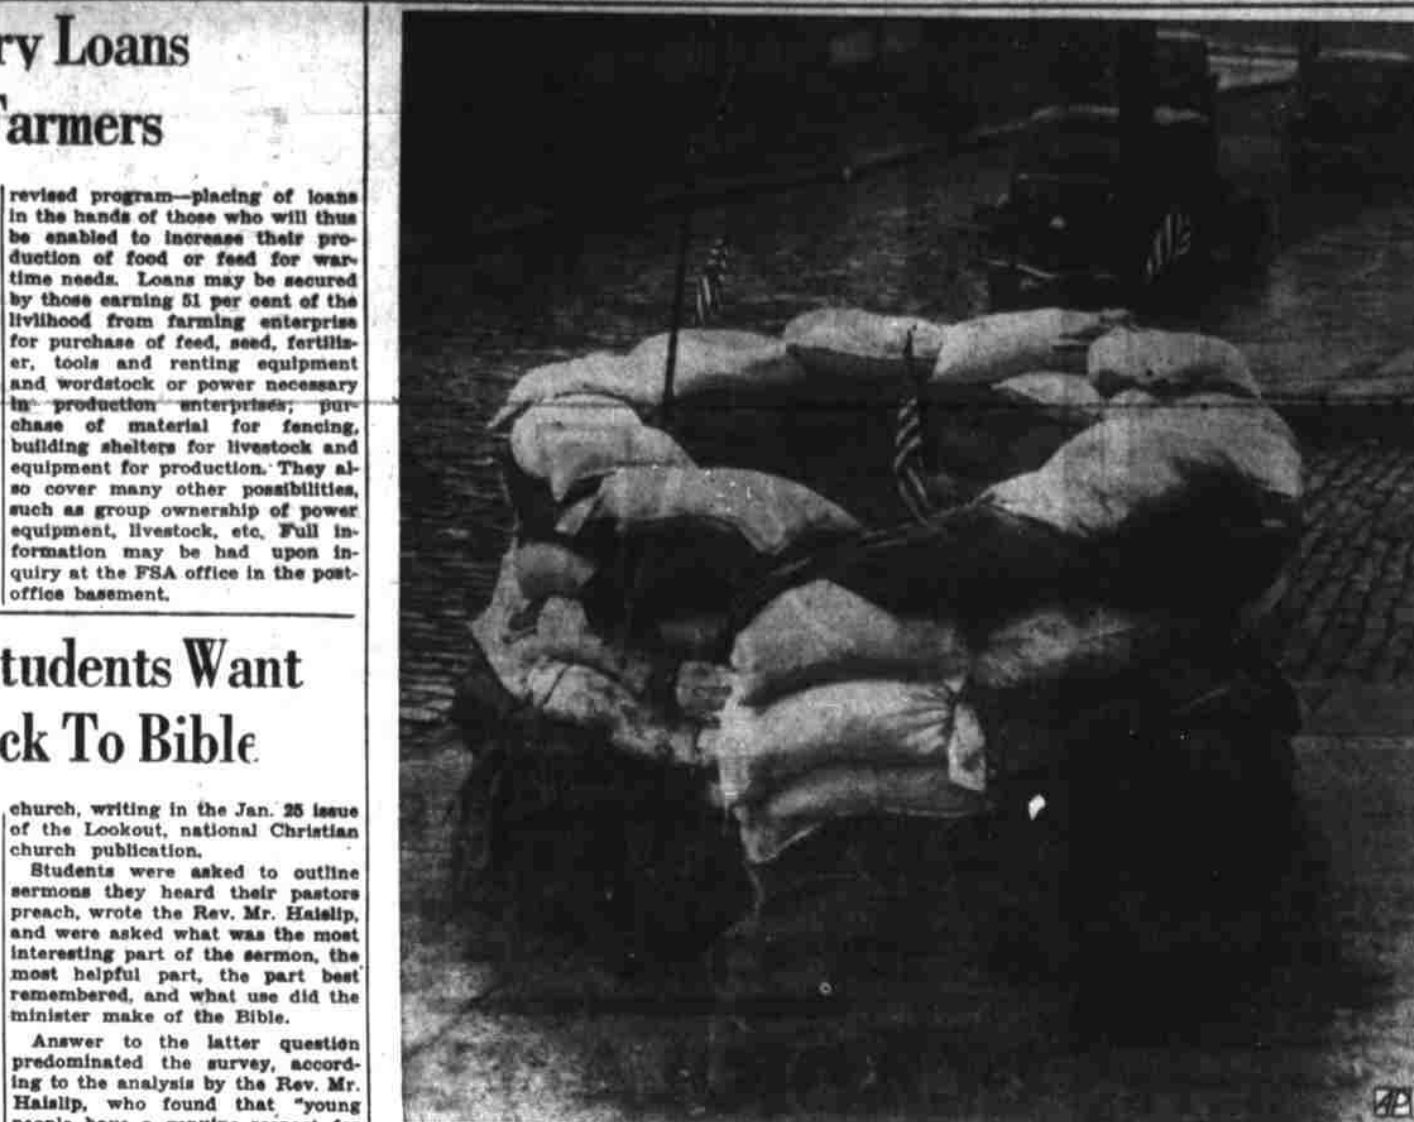 ry Loans
Farmers
revised program—placing of loans
in the hands of those who will thus
be enabled to increase their pro-
duction of food or feed for war-
time needs. Loans may be secured
by those earning 51 per cent of the
livlihood from farming enterprise
for purchase of feed, seed, fertiliz-
er, tools and renting equipment
and wordstock or power necessary
in production enterprises; pur-
chase of material for fencing,
building shelters for livestock and
equipment for production. They al-
so cover many other possibilities,
such as group ownership of power
equipment, livestock, etc. Full in-
formation may be had upon in-
quiry at the FSA office in the post-
office basement.
tudents Want
ck To Bible
church, writing in the Jan. 25 issue
of the Lookout, national Christian
church publication.
Students were asked to outline
sermons they heard their pastors
preach, wrote the Rev. Mr. Haislip,
and were asked what was the most
interesting part of the sermon, the
most helpful part, the part best
remembered, and what use did the
minister make of the Bible.
Answer to the latter question
predominated the survey, accord-
ing to the analysis by the Rev. Mr.
Haislip, who found that "young
AP